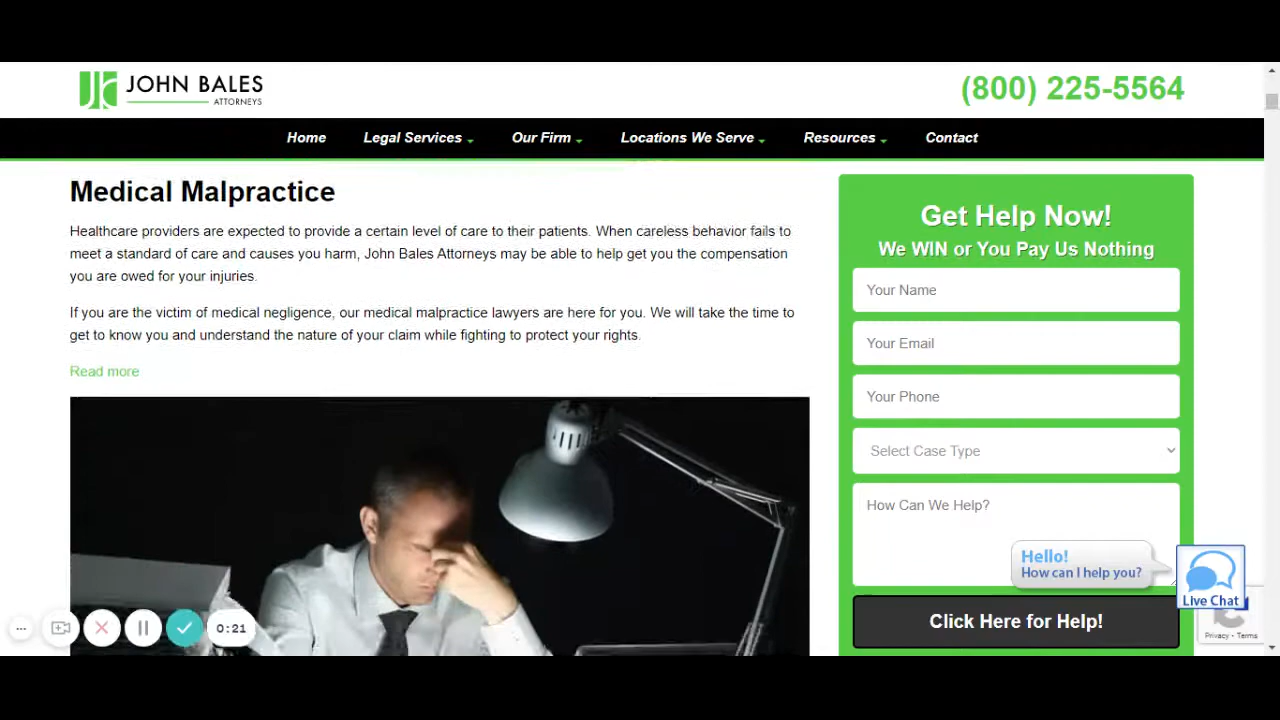 JOHN BALES
ATTORNEYS
(800) 225-5564
Home
Legal Services
Our Firm
Locations We Serve
Resources
Contact
Medical Malpractice
Healthcare providers are expected to provide a certain level of care to their patients. When careless behavior fails to
meet a standard of care and causes you harm, John Bales Attorneys may be able to help get you the compensation
you are owed for your injuries.
If you are the victim of medical negligence, our medical malpractice lawyers are here for you. We will take the time to
get to know you and understand the nature of your claim while fighting to protect your rights.
Read more
Get Help Now!
We WIN or You Pay Us Nothing
Your Name
Your Email
Your Phone
Select Case Type
How Can We Help?
Hello!
How can I help you?
Live Chat
Click Here for Help!
Privacy - Terms
0:21